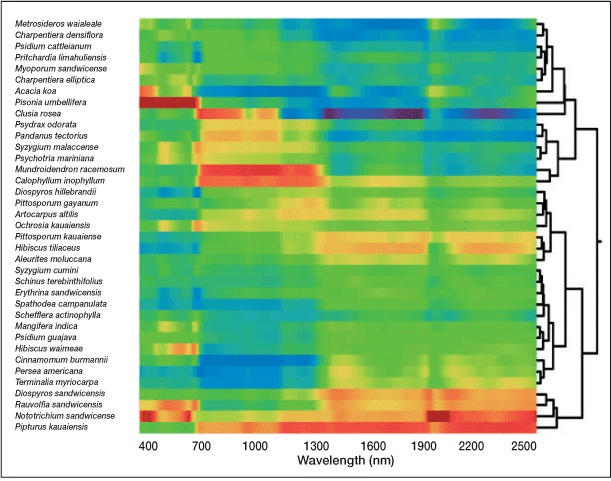 Metrosideros waialeale
Charpentiera densiflora
Psidium cattleianum
Pritchardia limahuliensis
Myoporum sandwicense
Charpentiera elliptica
Acacia koa
Pisonia umbellifera
Clusia rosea
Psydrax odorata
Pandanus tectorius
Syzygium malaccense
Psychotria mariniana
Mundroidendron racemosum
Calophyllum inophyllum
Diospyros hillebrandii
Pittosporum gayanum
Artocarpus altilis
Ochrosia kauaiensis
Pittosporum kauaiense
Hibiscus tiliaceus
Aleurites moluccana
Syzygium cumini
Schinus terebinthifolius
Erythrina sandwicensis
Spathodea campanulata
Schefflera actinophylla
Mangifera indica
Psidium guajava
Hibiscus waimeae
Cinnamomum burmannii
Persea americana
Terminalia myriocarpa
Diospyros sandwicensis
Rauvolfia sandwicensis
Nototrichium sandwicense
Pipturus kauaiensis
400 700 1000 1300 1600 1900 2200 2500
Wavelength (nm)